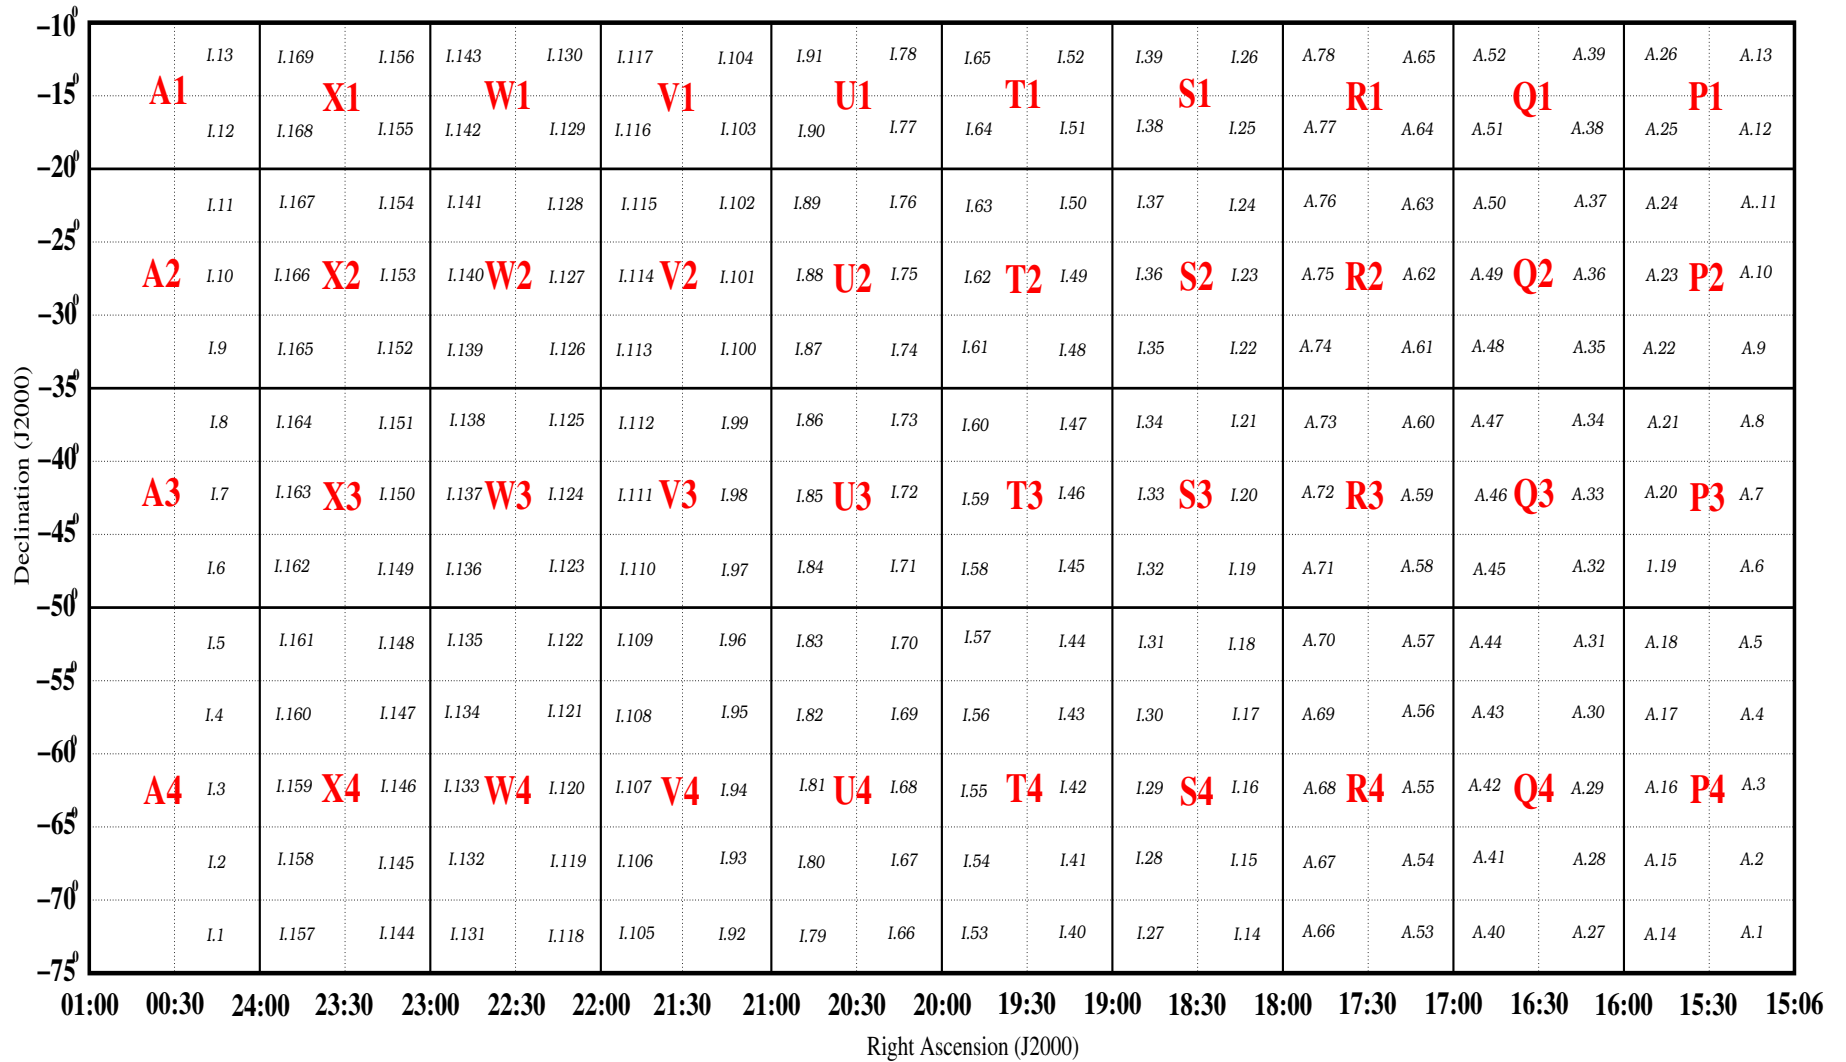 −10⁰
I.13 I.169 I.156 I.143 I.130 I.117 I.104 I.91 I.78 I.65 I.52 I.39 I.26 A.78 A.65 A.52 A.39 A.26 A.13
−15⁰ A1 X1 W1 V1 U1 T1 S1 R1 Q1 P1
I.12 I.168 I.155 I.142 I.129 I.116 I.103 I.90 I.77 I.64 I.51 I.38 I.25 A.77 A.64 A.51 A.38 A.25 A.12
−20⁰
I.11 I.167 I.154 I.141 I.128 I.115 I.102 I.89 I.76 I.63 I.50 I.37 I.24 A.76 A.63 A.50 A.37 A.24 A..11
−25⁰
A2 I.10 I.166 X2 I.153 I.140 W2 I.127 I.114 V2 I.101 I.88 U2 I.75 I.62 T2 I.49 I.36 S2 I.23 A.75 R2 A.62 A.49 Q2 A.36 A.23 P2 A.10
−30⁰
I.9 I.165 I.152 I.139 I.126 I.113 I.100 I.87 I.74 I.61 I.48 I.35 I.22 A.74 A.61 A.48 A.35 A.22 A.9
−35⁰
I.8 I.164 I.151 I.138 I.125 I.112 I.99 I.86 I.73 I.60 I.47 I.34 I.21 A.73 A.60 A.47 A.34 A.21 A.8
−40⁰
A3 I.7 I.163 X3 I.150 I.137 W3 I.124 I.111 V3 I.98 I.85 U3 I.72 I.59 T3 I.46 I.33 S3 I.20 A.72 R3 A.59 A.46 Q3 A.33 A.20 P3 A.7
−45⁰
I.6 I.162 I.149 I.136 I.123 I.110 I.97 I.84 I.71 I.58 I.45 I.32 I.19 A.71 A.58 A.45 A.32 1.19 A.6
−50⁰
I.5 I.161 I.148 I.135 I.122 I.109 I.96 I.83 I.70 I.57 I.44 I.31 I.18 A.70 A.57 A.44 A.31 A.18 A.5
−55⁰
I.4 I.160 I.147 I.134 I.121 I.108 I.95 I.82 I.69 I.56 I.43 I.30 I.17 A.69 A.56 A.43 A.30 A.17 A.4
−60⁰
A4 I.3 I.159 X4 I.146 I.133 W4 I.120 I.107 V4 I.94 I.81 U4 I.68 I.55 T4 I.42 I.29 S4 I.16 A.68 R4 A.55 A.42 Q4 A.29 A.16 P4 A.3
−65⁰
I.2 I.158 I.145 I.132 I.119 I.106 I.93 I.80 I.67 I.54 I.41 I.28 I.15 A.67 A.54 A.41 A.28 A.15 A.2
−70⁰
I.1 I.157 I.144 I.131 I.118 I.105 I.92 I.79 I.66 I.53 I.40 I.27 I.14 A.66 A.53 A.40 A.27 A.14 A.1
−75⁰
Declination (J2000)
01:00 00:30 24:00 23:30 23:00 22:30 22:00 21:30 21:00 20:30 20:00 19:30 19:00 18:30 18:00 17:30 17:00 16:30 16:00 15:30 15:06
Right Ascension (J2000)